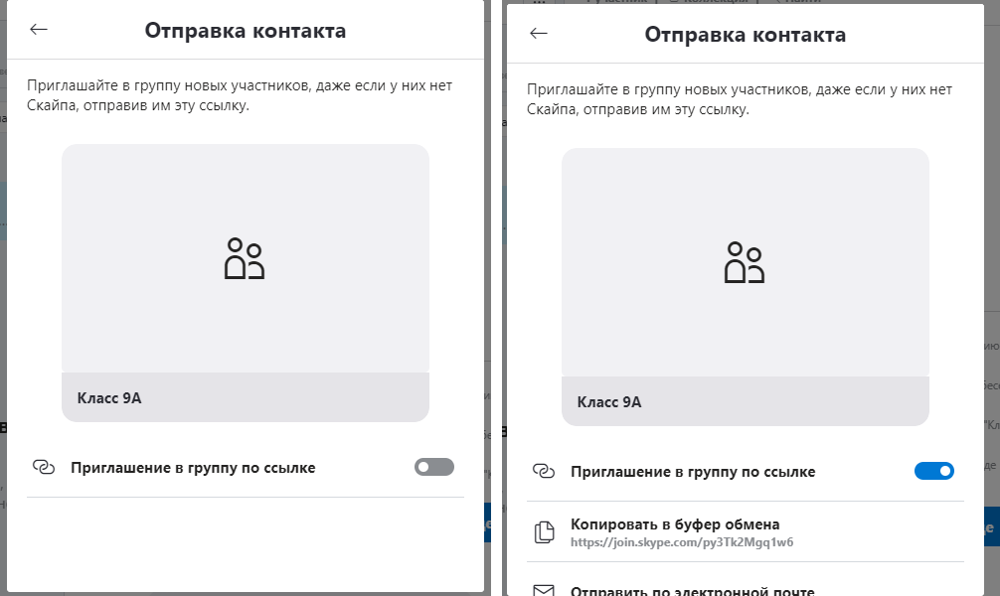 Отправка контакта
Приглашайте в группу новых участников, даже если у них нет
Скайпа, отправив им эту ссылку.
Класс 9А
Приглашение в группу по ссылке
Отправка контакта
Приглашайте в группу новых участников, даже если у них нет
Скайпа, отправив им эту ссылку.
Класс 9А
Приглашение в группу по ссылке
Копировать в буфер обмена
https://join.skype.com/py3Tk2Mgq1w6
Отправить по электронной почте